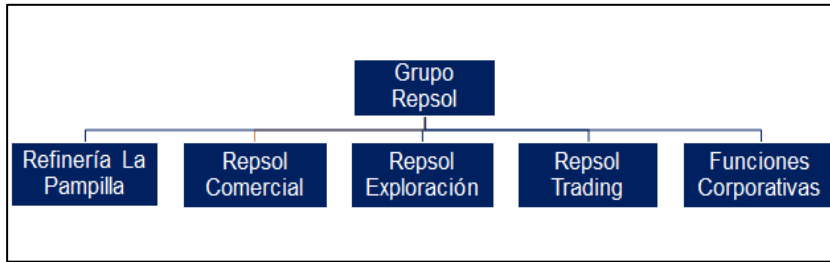 Grupo
Repsol
Refinería La
Pampilla
Repsol
Comercial
Repsol
Exploración
Repsol
Trading
Funciones
Corporativas